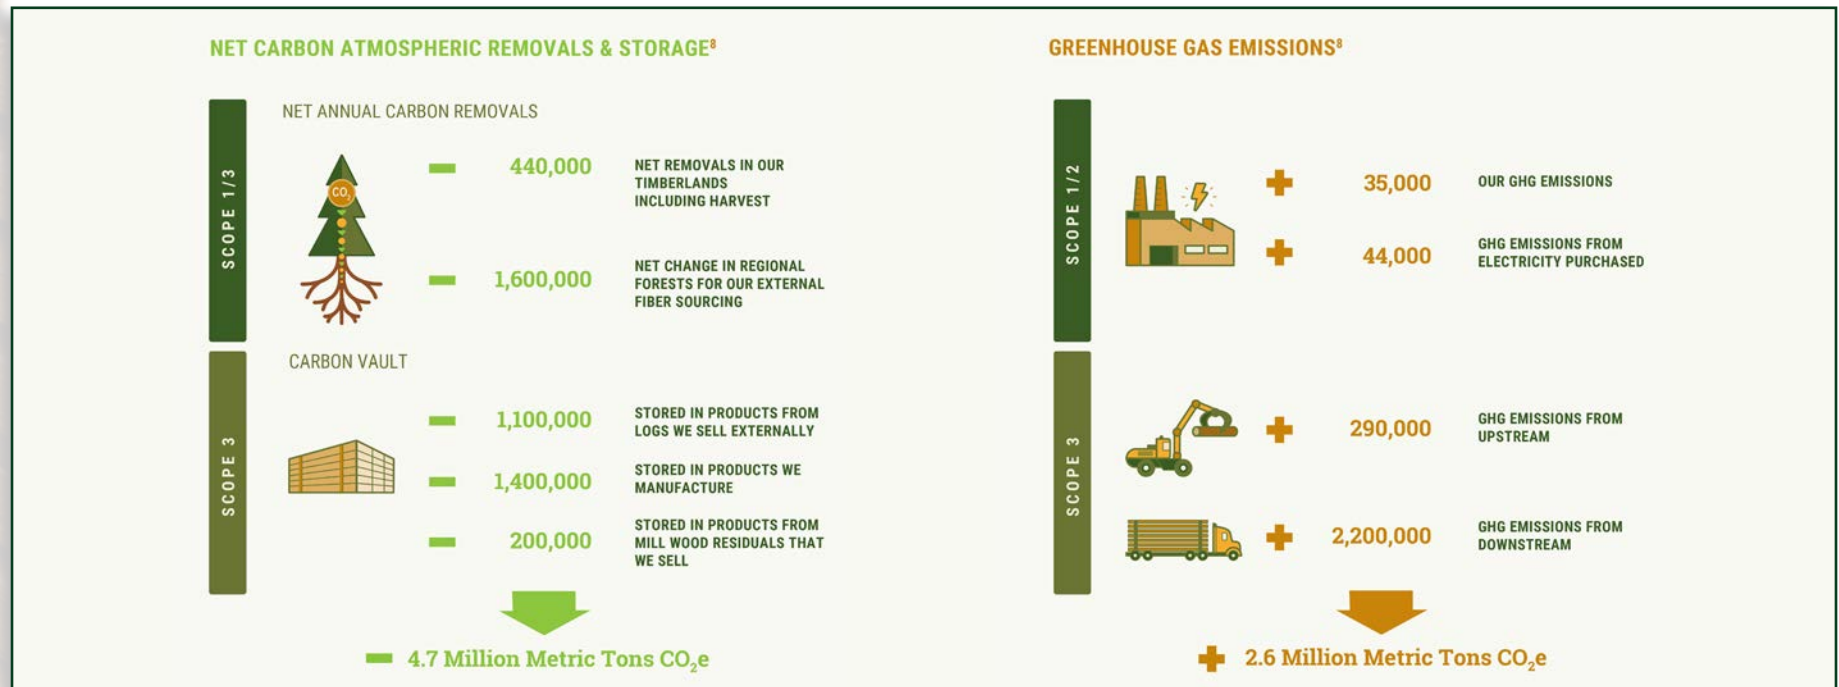 NET CARBON ATMOSPHERIC REMOVALS & STORAGE⁸
SCOPE 1/3
NET ANNUAL CARBON REMOVALS
CO₂
440,000
NET REMOVALS IN OUR
TIMBERLANDS
INCLUDING HARVEST
1,600,000
NET CHANGE IN REGIONAL
FORESTS FOR OUR EXTERNAL
FIBER SOURCING
SCOPE 3
CARBON VAULT
1,100,000
STORED IN PRODUCTS FROM
LOGS WE SELL EXTERNALLY
1,400,000
STORED IN PRODUCTS WE
MANUFACTURE
200,000
STORED IN PRODUCTS FROM
MILL WOOD RESIDUALS THAT
WE SELL
− 4.7 Million Metric Tons CO₂e
GREENHOUSE GAS EMISSIONS⁸
SCOPE 1/2
+ 35,000
OUR GHG EMISSIONS
+ 44,000
GHG EMISSIONS FROM
ELECTRICITY PURCHASED
SCOPE 3
+ 290,000
GHG EMISSIONS FROM
UPSTREAM
+ 2,200,000
GHG EMISSIONS FROM
DOWNSTREAM
+ 2.6 Million Metric Tons CO₂e